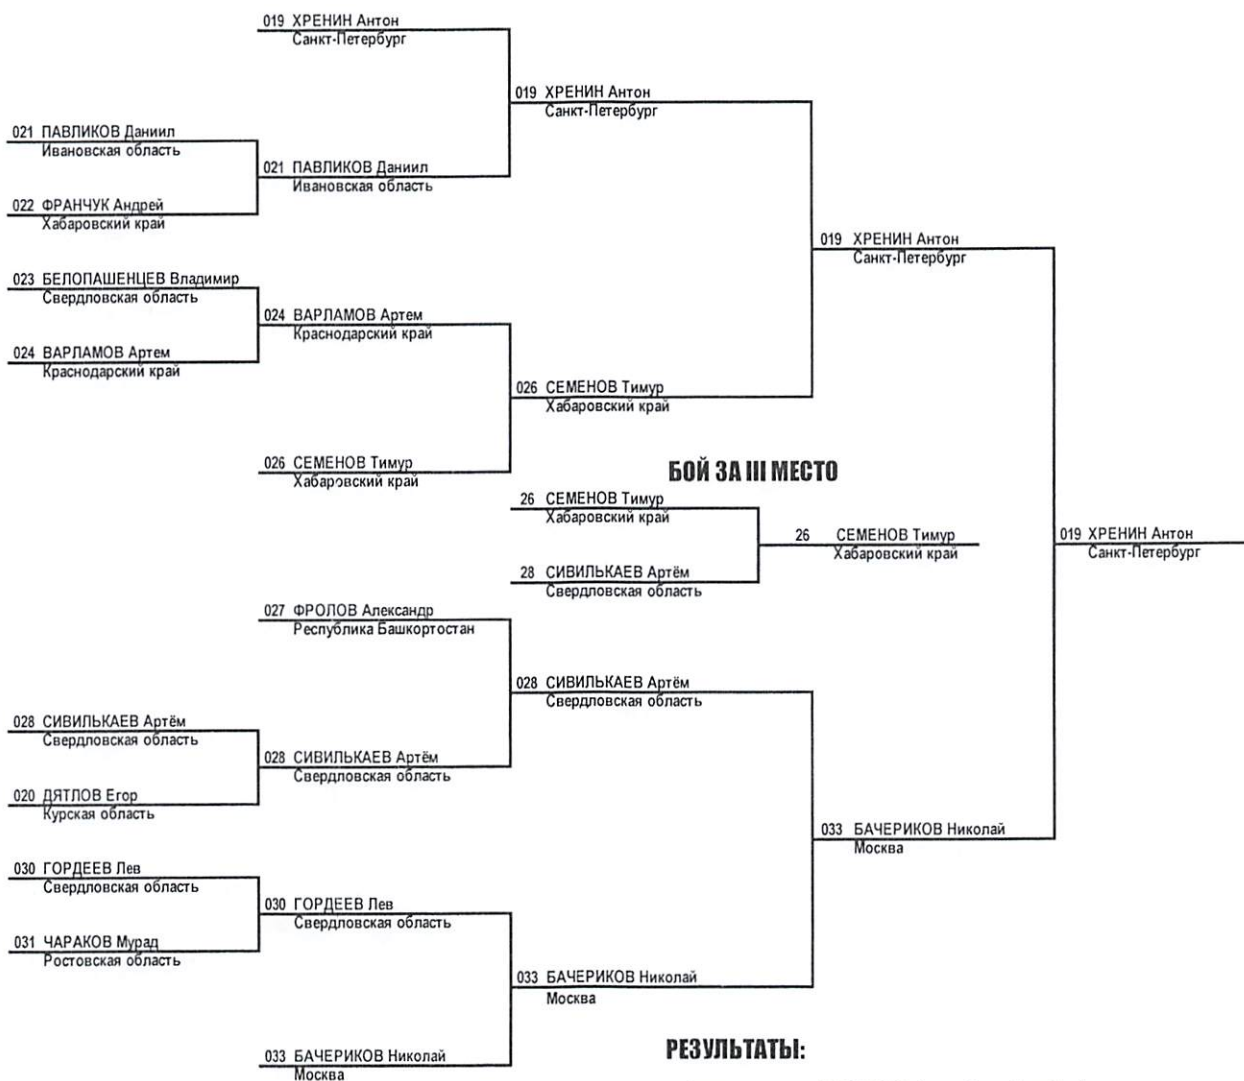 019 ХРЕНИН Антон
Санкт-Петербург
019 ХРЕНИН Антон
Санкт-Петербург
021 ПАВЛИКОВ Даниил
Ивановская область
021 ПАВЛИКОВ Даниил
Ивановская область
022 ФРАНЧУК Андрей
Хабаровский край
019 ХРЕНИН Антон
Санкт-Петербург
023 БЕЛОПАШЕНЦЕВ Владимир
Свердловская область
024 ВАРЛАМОВ Артем
Краснодарский край
024 ВАРЛАМОВ Артем
Краснодарский край
026 СЕМЕНОВ Тимур
Хабаровский край
026 СЕМЕНОВ Тимур
Хабаровский край
БОЙ ЗА III МЕСТО
26 СЕМЕНОВ Тимур
Хабаровский край
26 СЕМЕНОВ Тимур
Хабаровский край
019 ХРЕНИН Антон
Санкт-Петербург
28 СИВИЛЬКАЕВ Артём
Свердловская область
027 ФРОЛОВ Александр
Республика Башкортостан
028 СИВИЛЬКАЕВ Артём
Свердловская область
028 СИВИЛЬКАЕВ Артём
Свердловская область
028 СИВИЛЬКАЕВ Артём
Свердловская область
020 ДЯТЛОВ Егор
Курская область
033 БАЧЕРИКОВ Николай
Москва
030 ГОРДЕЕВ Лев
Свердловская область
030 ГОРДЕЕВ Лев
Свердловская область
031 ЧАРАКОВ Мурад
Ростовская область
033 БАЧЕРИКОВ Николай
Москва
РЕЗУЛЬТАТЫ:
033 БАЧЕРИКОВ Николай
Москва